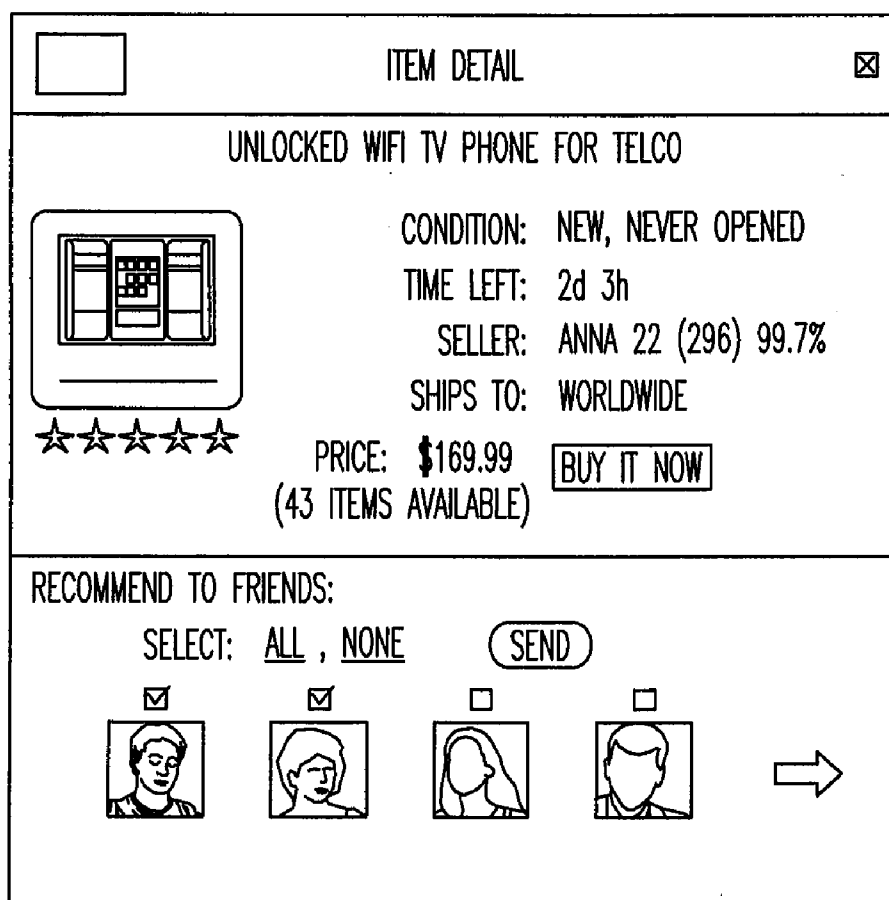 ITEM DETAIL
UNLOCKED WIFI TV PHONE FOR TELCO
CONDITION: NEW, NEVER OPENED
TIME LEFT: 2d 3h
SELLER: ANNA 22 (296) 99.7%
SHIPS TO: WORLDWIDE
PRICE: $169.99 BUY IT NOW
(43 ITEMS AVAILABLE)
RECOMMEND TO FRIENDS:
SELECT: ALL , NONE SEND